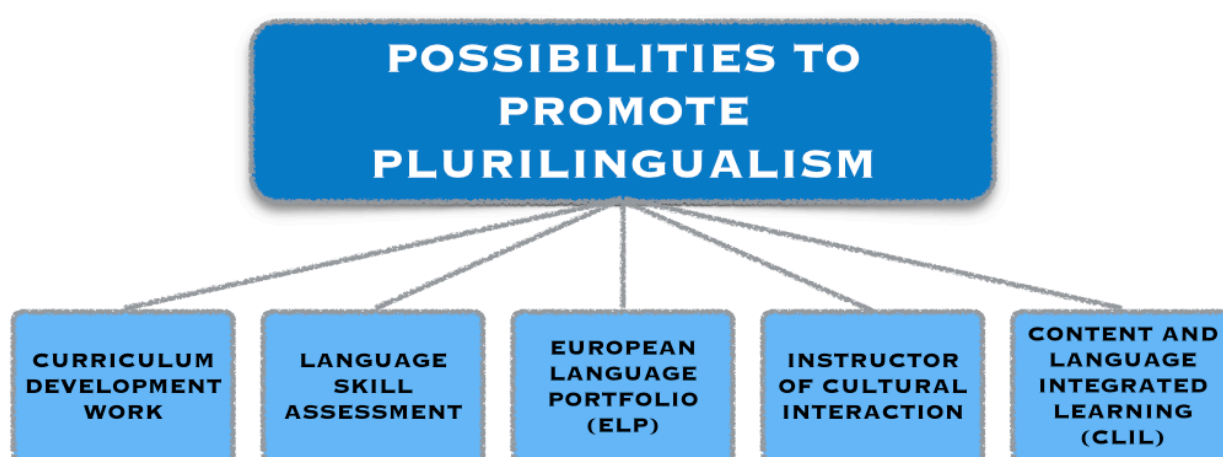 POSSIBILITIES TO
PROMOTE
PLURILINGUALISM
CURRICULUM
DEVELOPMENT
WORK
LANGUAGE
SKILL
ASSESSMENT
EUROPEAN
LANGUAGE
PORTFOLIO
(ELP)
INSTRUCTOR
OF CULTURAL
INTERACTION
CONTENT AND
LANGUAGE
INTEGRATED
LEARNING
(CLIL)